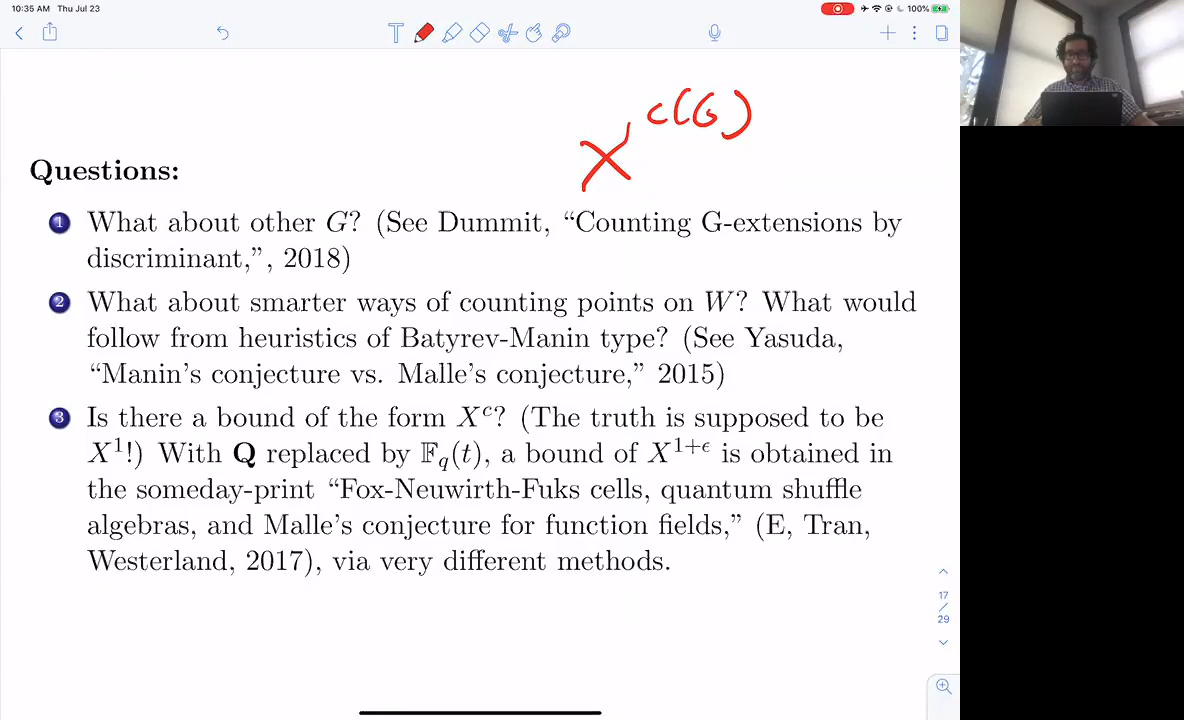 10:35 AM Thu Jul 23
100%
X^c(G)
Questions:
1 What about other G? (See Dummit, “Counting G-extensions by
discriminant,”, 2018)
2 What about smarter ways of counting points on W? What would
follow from heuristics of Batyrev-Manin type? (See Yasuda,
“Manin’s conjecture vs. Malle’s conjecture,” 2015)
3 Is there a bound of the form X^c? (The truth is supposed to be
X^1!) With Q replaced by F_q(t), a bound of X^{1+ϵ} is obtained in
the someday-print “Fox-Neuwirth-Fuks cells, quantum shuffle
algebras, and Malle’s conjecture for function fields,” (E, Tran,
Westerland, 2017), via very different methods.
17
/
29